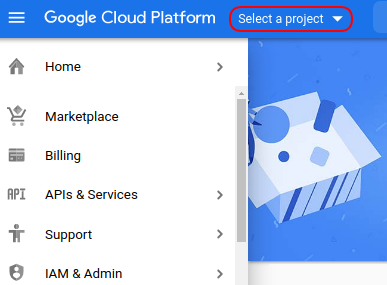 Google Cloud Platform
Select a project
Home
Marketplace
Billing
API APIs & Services
Support
IAM & Admin